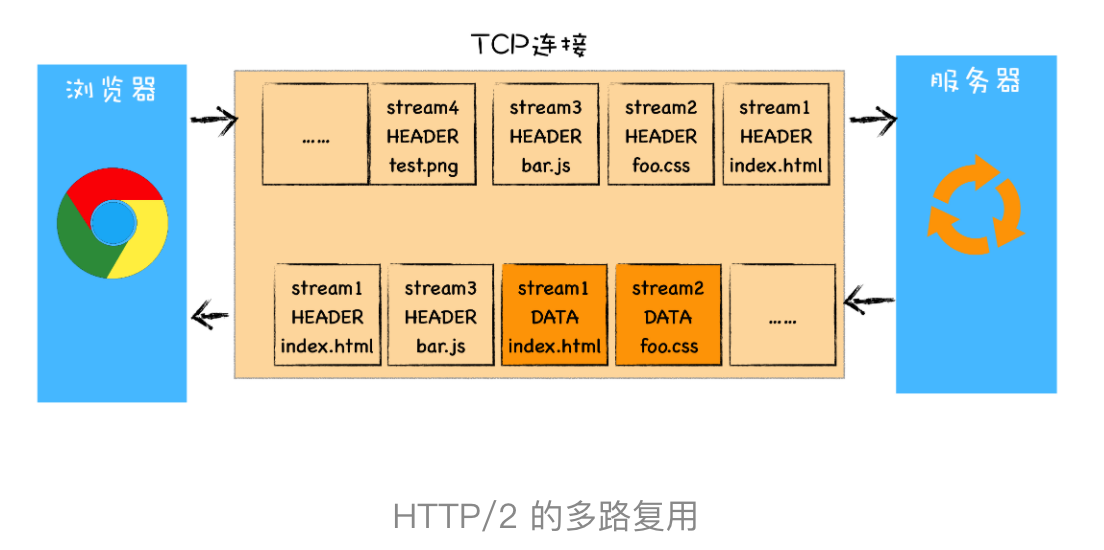 TCP连接
浏览器
服务器
……
stream4
HEADER
test.png
stream3
HEADER
bar.js
stream2
HEADER
foo.css
stream1
HEADER
index.html
stream1
HEADER
index.html
stream3
HEADER
bar.js
stream1
DATA
index.html
stream2
DATA
foo.css
……
HTTP/2 的多路复用